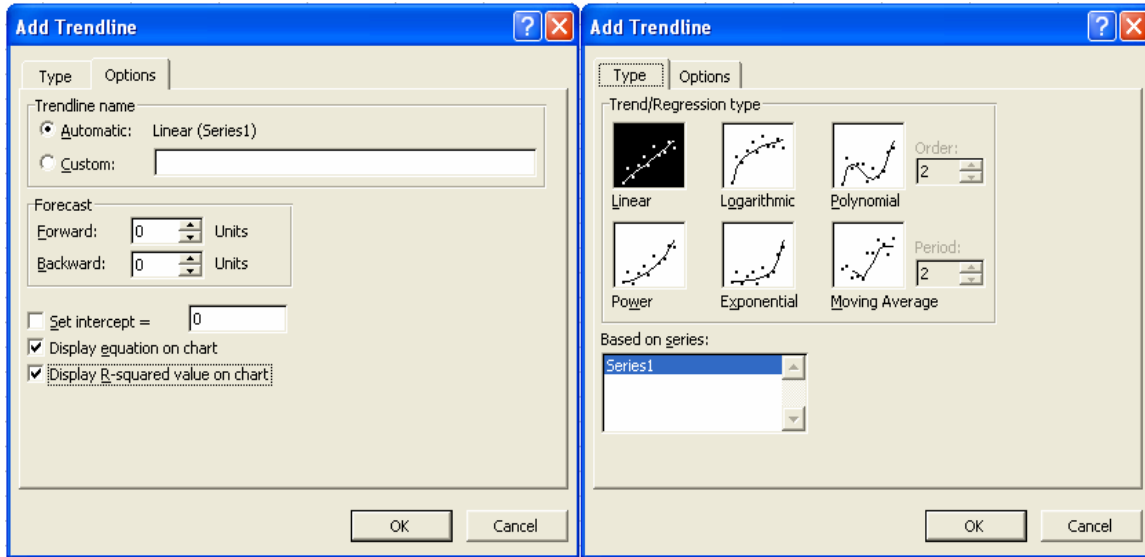 Add Trendline
Type Options
Trendline name
Automatic: Linear (Series1)
Custom:
Forecast
Forward: 0 Units
Backward: 0 Units
Set intercept = 0
Display equation on chart
Display R-squared value on chart
OK Cancel
Add Trendline
Type Options
Trend/Regression type
Order:
2
Linear Logarithmic Polynomial
Period:
2
Power Exponential Moving Average
Based on series:
Series1
OK Cancel